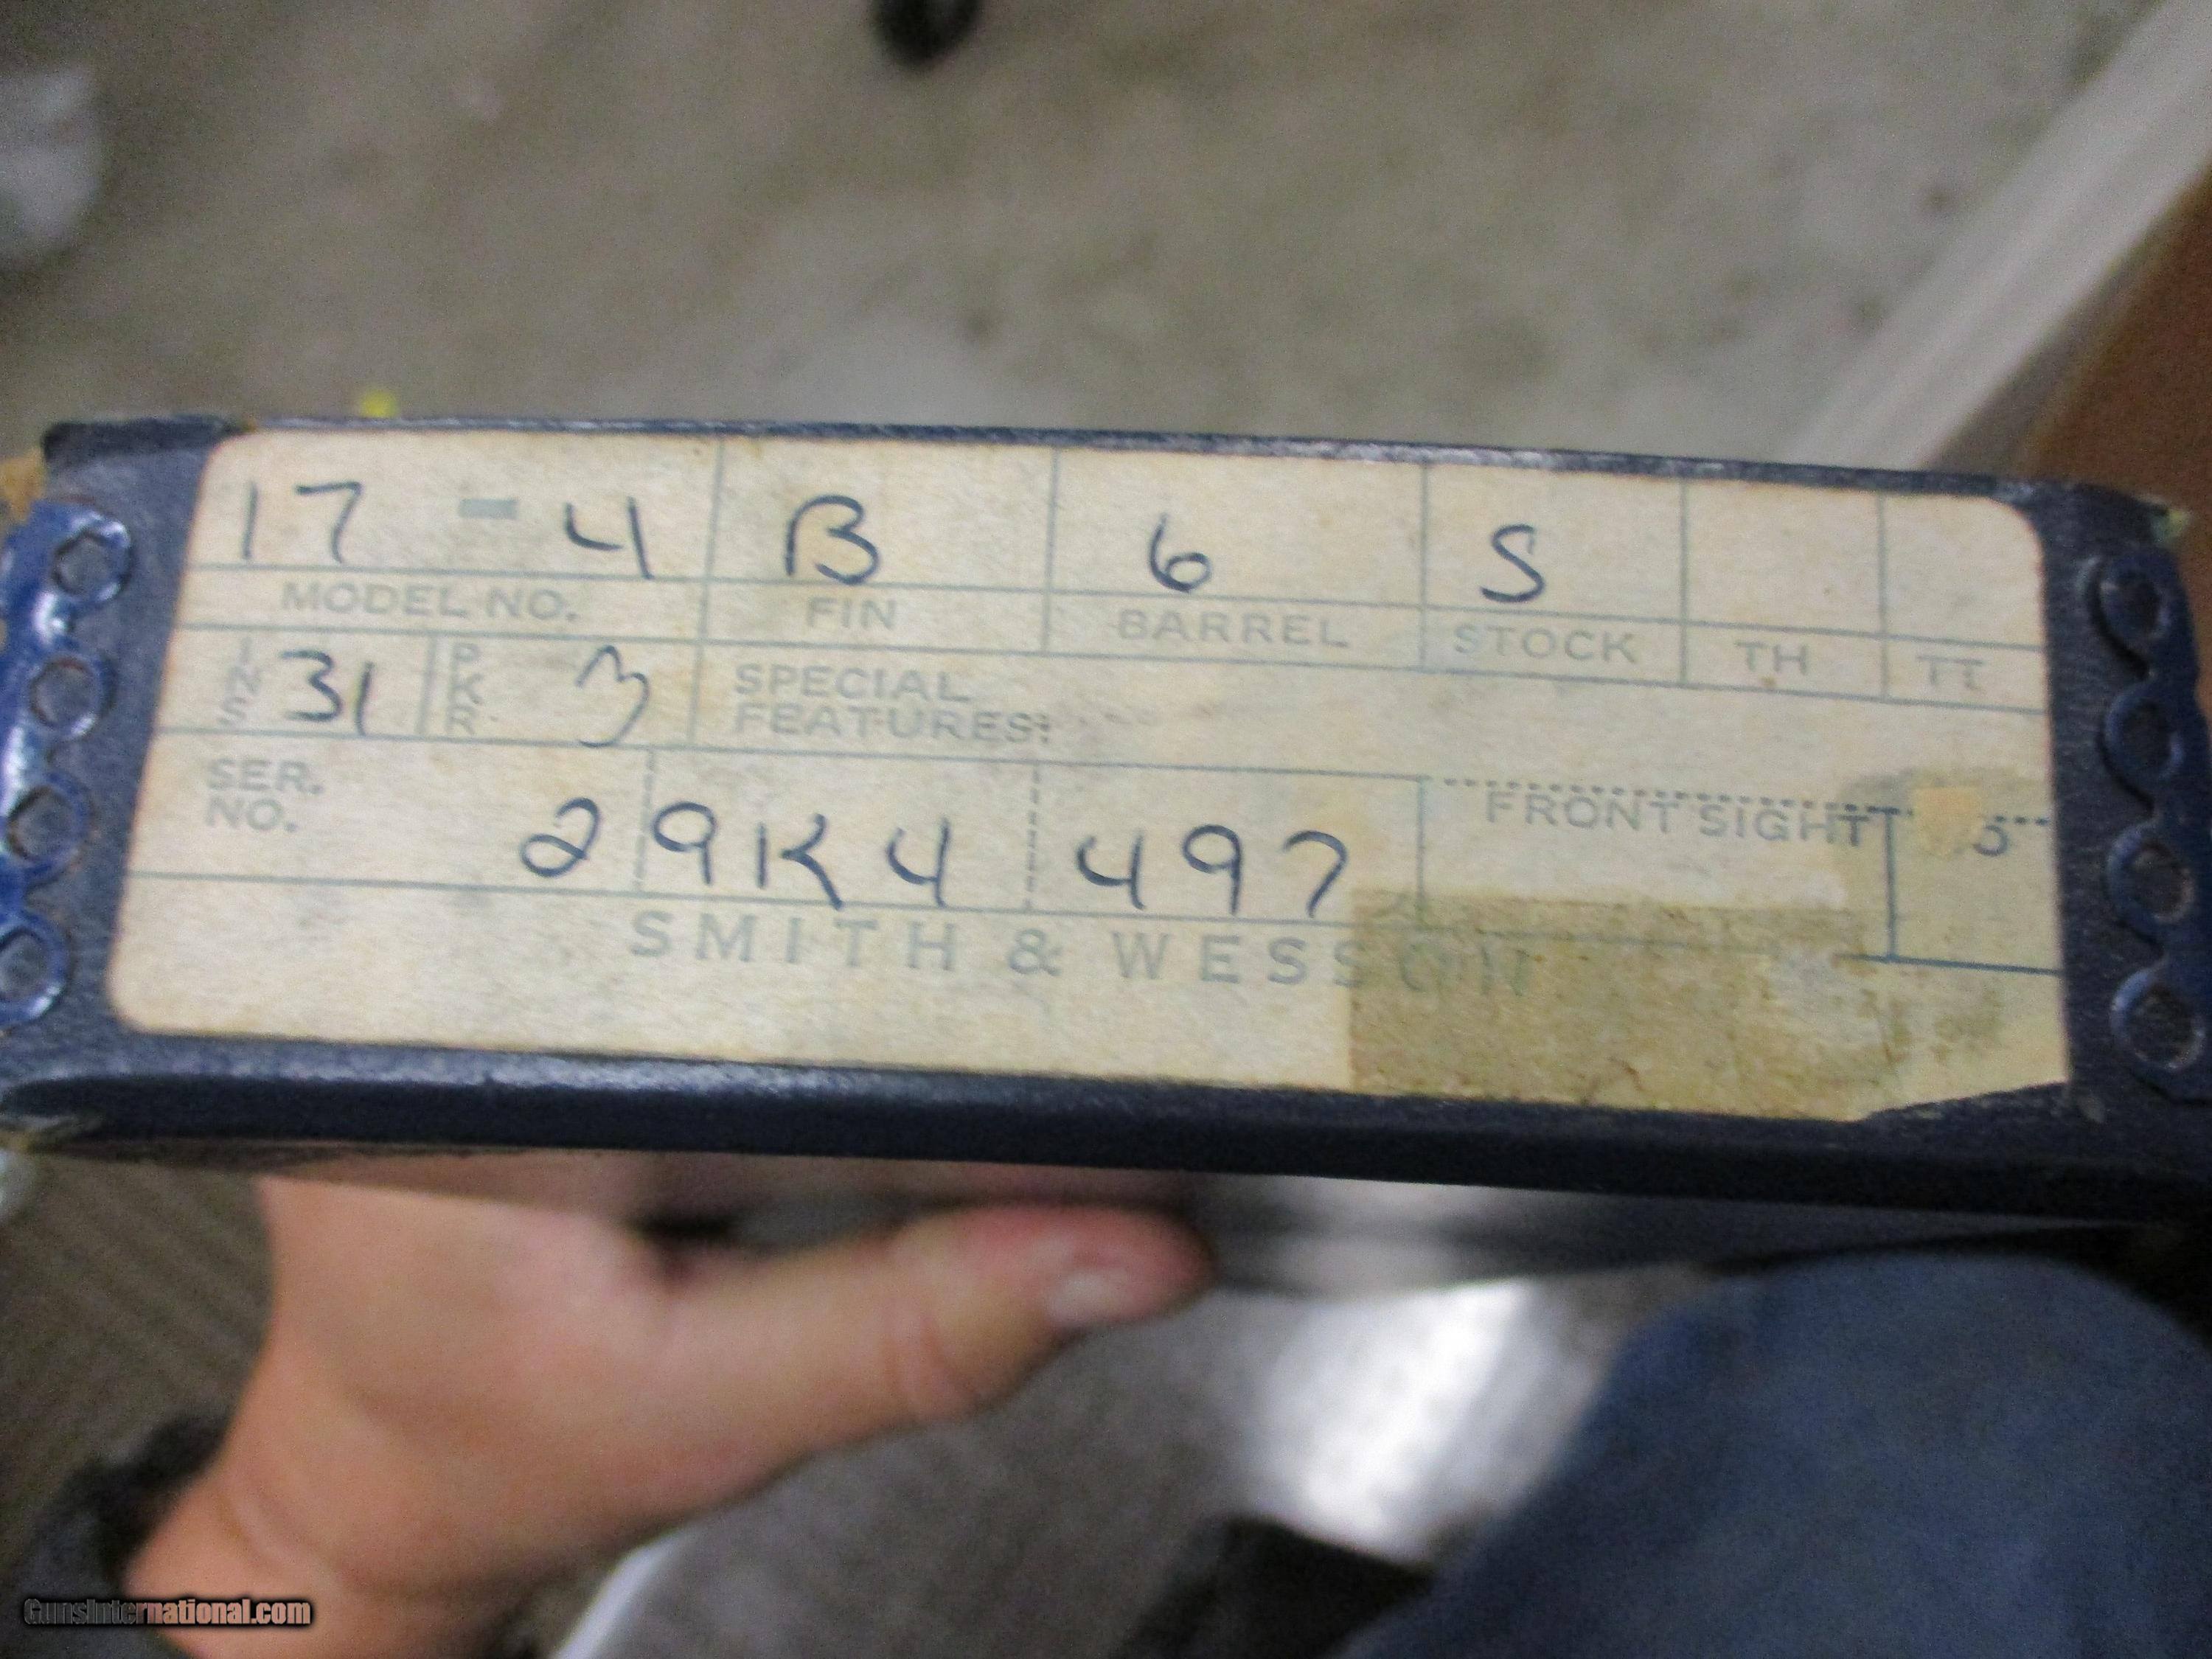 17 - 4 B 6 S
MODEL NO. FIN BARREL STOCK TH TT
INS 31 PKR. 3 SPECIAL FEATURES:
SER. NO. 29K4 497 FRONT SIGHT
SMITH & WESSON
GunsInternational.com